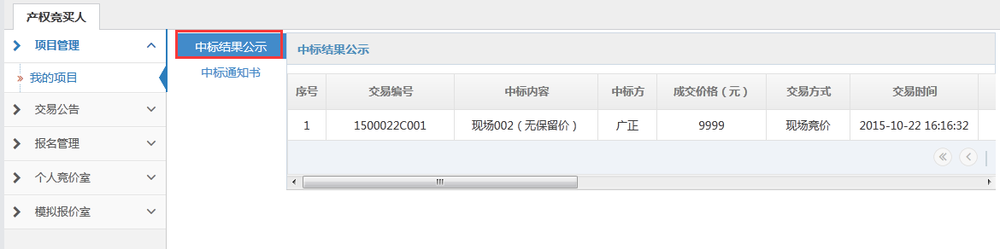 产权竞买人
项目管理
我的项目
交易公告
报名管理
个人竞价室
模拟报价室
中标结果公示
中标通知书
中标结果公示
序号 交易编号 中标内容 中标方 成交价格（元） 交易方式 交易时间
1 1500022C001 现场002（无保留价） 广正 9999 现场竞价 2015-10-22 16:16:32